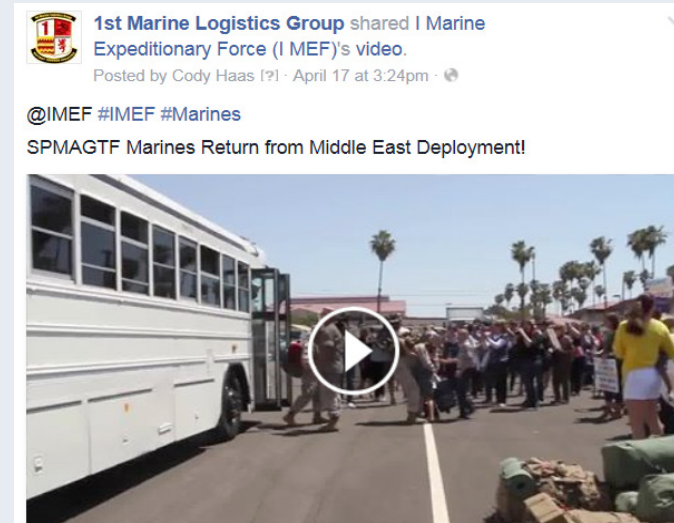 1st Marine Logistics Group shared I Marine
Expeditionary Force (I MEF)'s video.
Posted by Cody Haas [?] · April 17 at 3:24pm ·
@IMEF #IMEF #Marines
SPMAGTF Marines Return from Middle East Deployment!